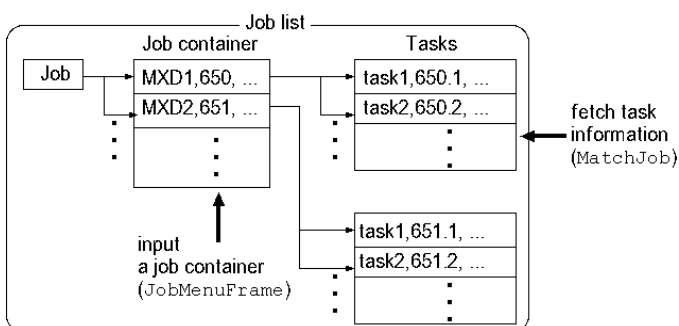 Job list
Job container
Tasks
Job
MXD1,650, ...
MXD2,651, ...
task1,650.1, ...
task2,650.2, ...
fetch task
information
(MatchJob)
input
a job container
(JobMenuFrame)
task1,651.1, ...
task2,651.2, ...